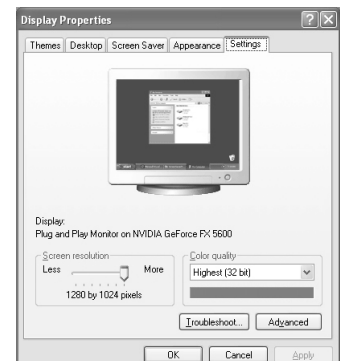 Display Properties
Themes Desktop Screen Saver Appearance Settings
Display:
Plug and Play Monitor on NVIDIA GeForce FX 5600
Screen resolution
Less More
1280 by 1024 pixels
Color quality
Highest (32 bit)
Troubleshoot... Advanced
OK Cancel Apply